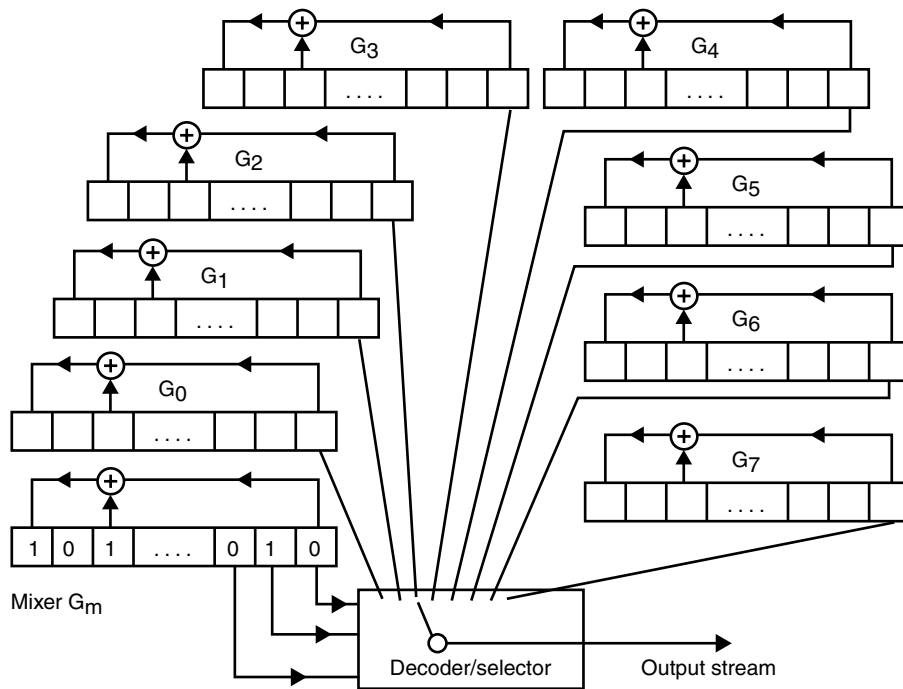 G3
. . . .
G4
. . . .
G2
. . . .
G5
. . . .
G1
. . . .
G6
. . . .
G0
. . . .
G7
. . . .
1 0 1 . . . . 0 1 0
Mixer Gm
Decoder/selector
Output stream